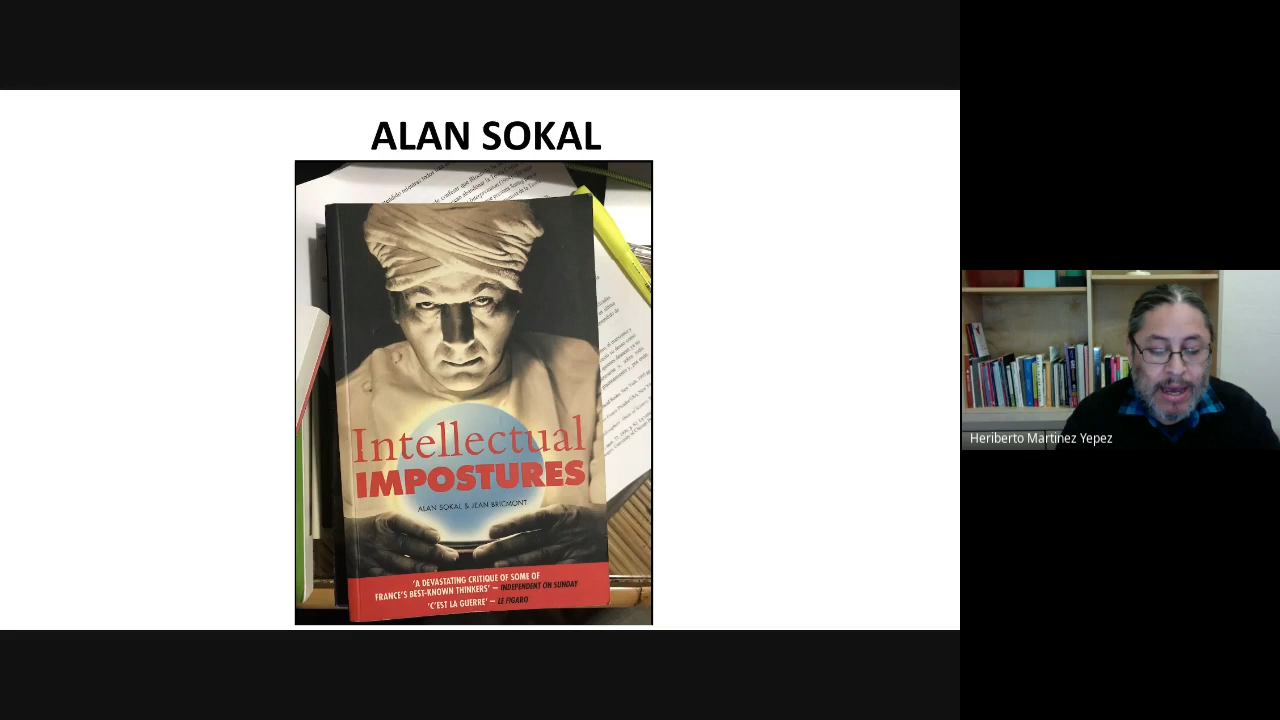 ALAN SOKAL
Intellectual
IMPOSTURES
ALAN SOKAL & JEAN BRICMONT
'A DEVASTATING CRITIQUE OF SOME OF
FRANCE'S BEST-KNOWN THINKERS' – INDEPENDENT ON SUNDAY
'C'EST LA GUERRE' – LE FIGARO
Heriberto Martinez Yepez